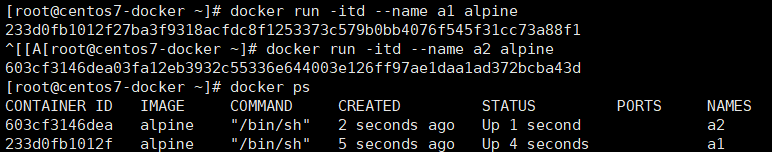 [root@centos7-docker ~]# docker run -itd --name a1 alpine
233d0fb1012f27ba3f9318acfdc8f1253373c579b0bb4076f545f31cc73a88f1
^[[A[root@centos7-docker ~]# docker run -itd --name a2 alpine
603cf3146dea03fa12eb3932c55336e644003e126ff97ae1daa1ad372bcba43d
[root@centos7-docker ~]# docker ps
CONTAINER ID   IMAGE     COMMAND     CREATED         STATUS         PORTS     NAMES
603cf3146dea   alpine    "/bin/sh"   2 seconds ago   Up 1 second              a2
233d0fb1012f   alpine    "/bin/sh"   5 seconds ago   Up 4 seconds             a1